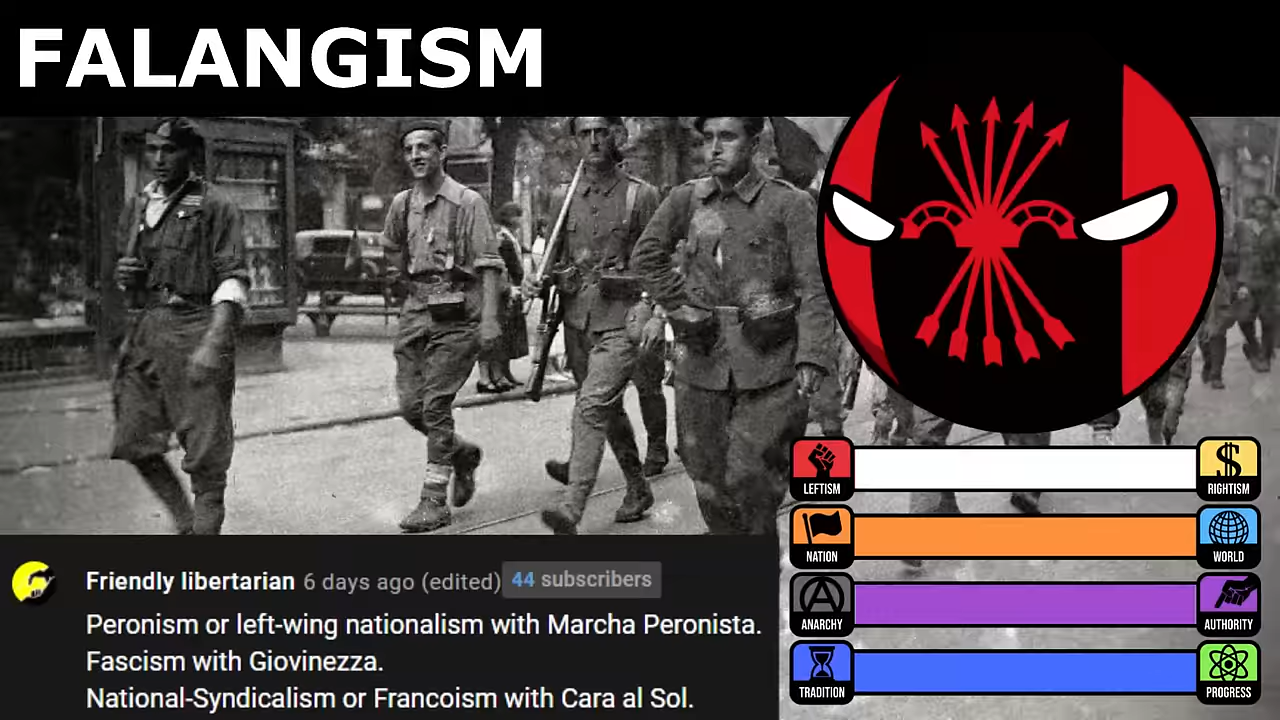 FALANGISM
LEFTISM
RIGHTISM
NATION
WORLD
ANARCHY
AUTHORITY
TRADITION
PROGRESS
Friendly libertarian 6 days ago (edited) 44 subscribers
Peronism or left-wing nationalism with Marcha Peronista.
Fascism with Giovinezza.
National-Syndicalism or Francoism with Cara al Sol.